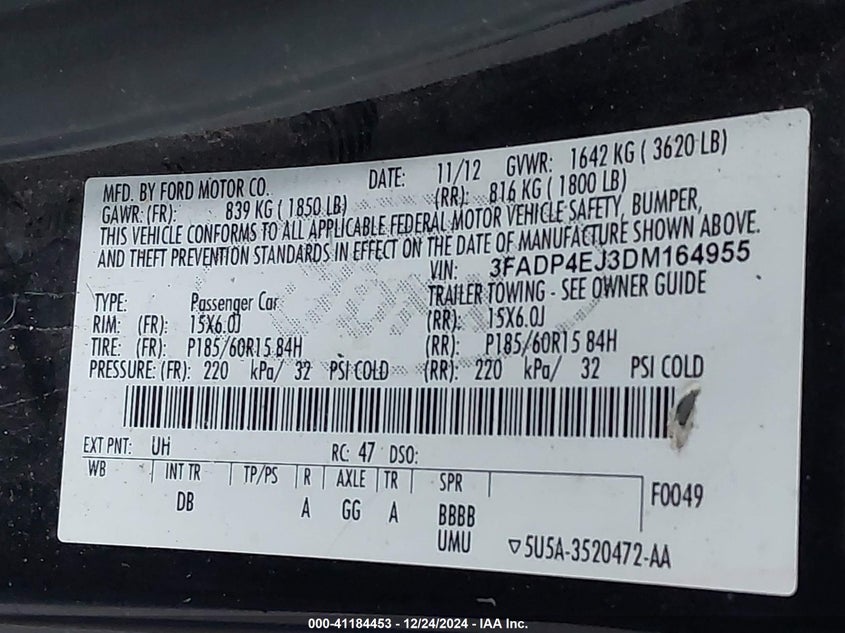 MFD. BY FORD MOTOR CO. DATE: 11/12 GVWR: 1642 KG ( 3620 LB)
GAWR: (FR): 839 KG ( 1850 LB) (RR): 816 KG ( 1800 LB)
THIS VEHICLE CONFORMS TO ALL APPLICABLE FEDERAL MOTOR VEHICLE SAFETY, BUMPER,
AND THEFT PREVENTION STANDARDS IN EFFECT ON THE DATE OF MANUFACTURE SHOWN ABOVE.
VIN: 3FADP4EJ3DM164955
TYPE: Passenger Car TRAILER TOWING - SEE OWNER GUIDE
RIM: (FR): 15X6.0J (RR): 15X6.0J
TIRE: (FR): P185/60R15 84H (RR): P185/60R15 84H
PRESSURE: (FR): 220 kPa/ 32 PSI COLD (RR): 220 kPa/ 32 PSI COLD
EXT PNT: UH RC: 47 DSO:
WB INT TR TP/PS R AXLE TR SPR F0049
DB A GG A BBBB
UMU ▽5U5A-3520472-AA
000-41184453 - 12/24/2024 - IAA Inc.